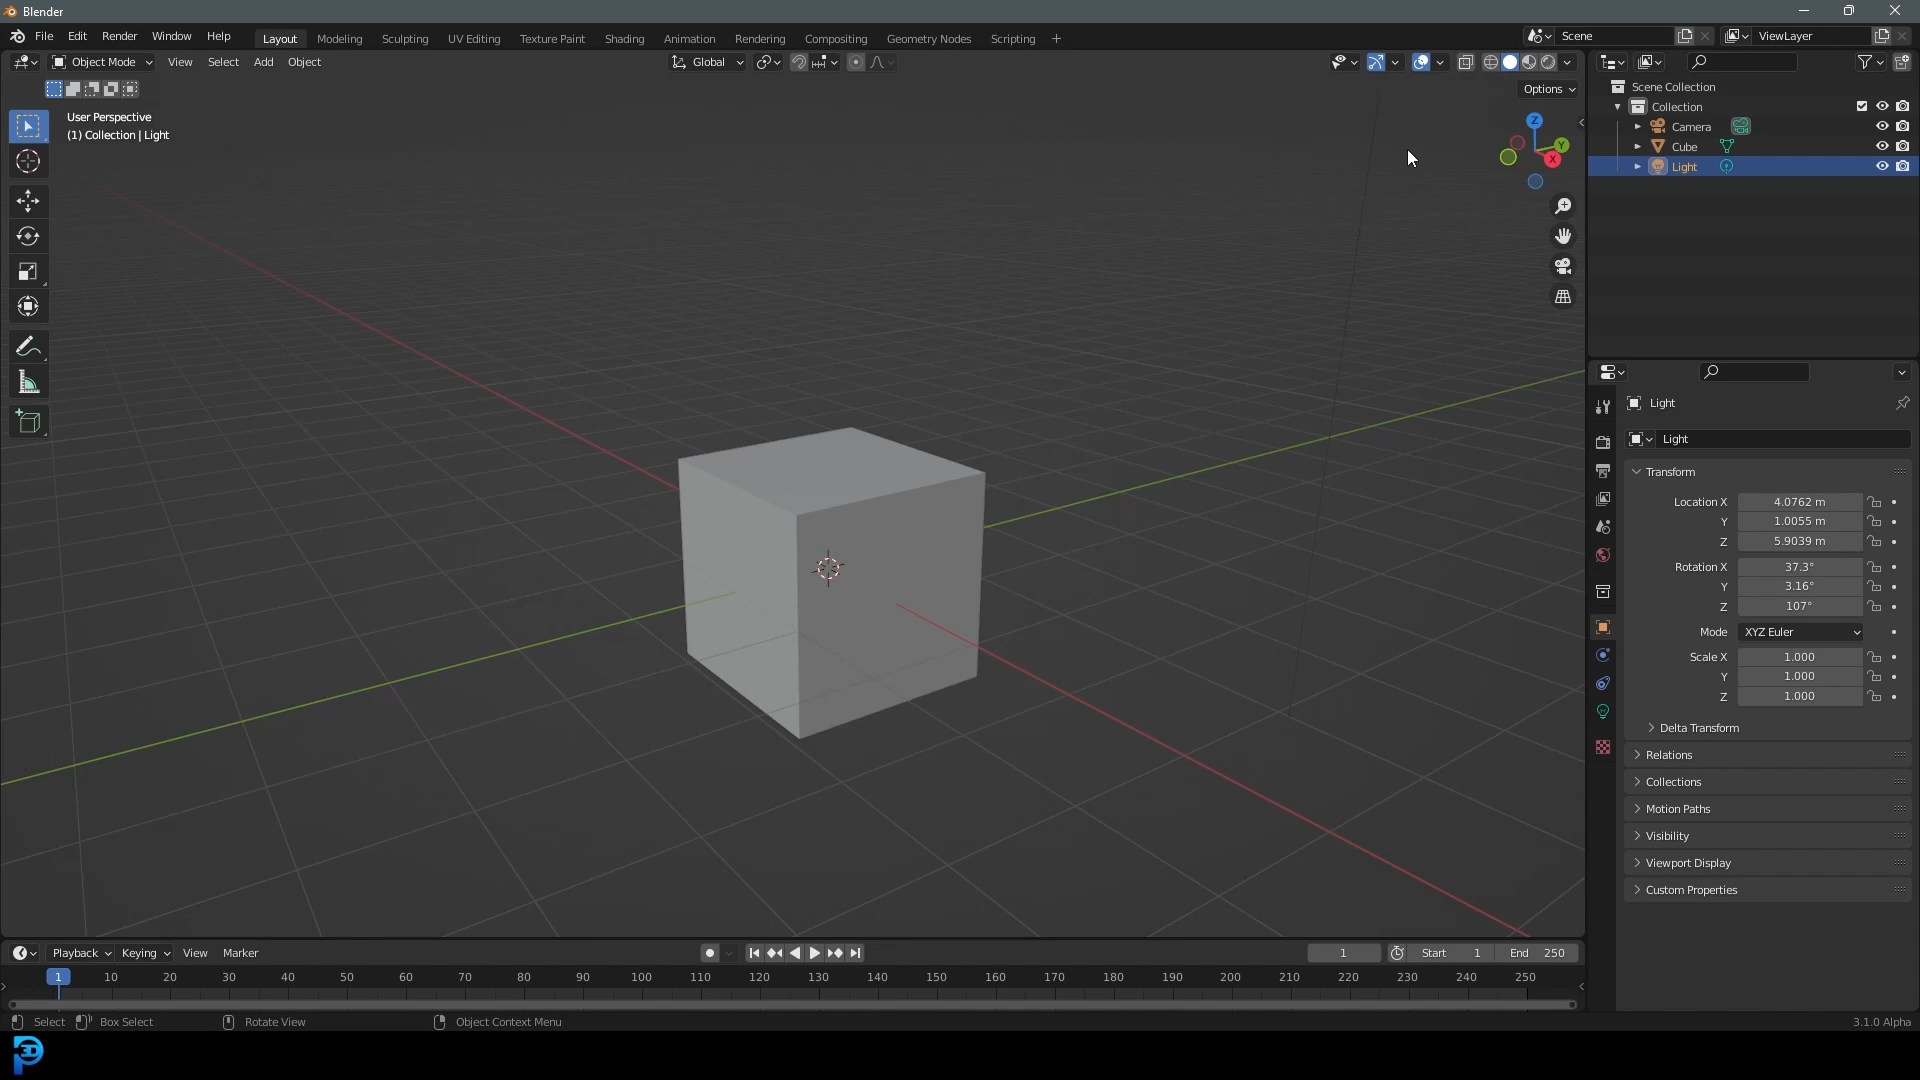 Blender
File Edit Render Window Help Layout Modeling Sculpting UV Editing Texture Paint Shading Animation Rendering Compositing Geometry Nodes Scripting + Scene ViewLayer
Object Mode View Select Add Object Global
Options
User Perspective
(1) Collection | Light
Z
Y
X
Scene Collection
Collection
Camera
Cube
Light
Light
Light
Transform
Location X 4.0762 m
Y 1.0055 m
Z 5.9039 m
Rotation X 37.3°
Y 3.16°
Z 107°
Mode XYZ Euler
Scale X 1.000
Y 1.000
Z 1.000
Delta Transform
Relations
Collections
Motion Paths
Visibility
Viewport Display
Custom Properties
Playback Keying View Marker 1 Start 1 End 250
1 10 20 30 40 50 60 70 80 90 100 110 120 130 140 150 160 170 180 190 200 210 220 230 240 250
Select Box Select Rotate View Object Context Menu 3.1.0 Alpha